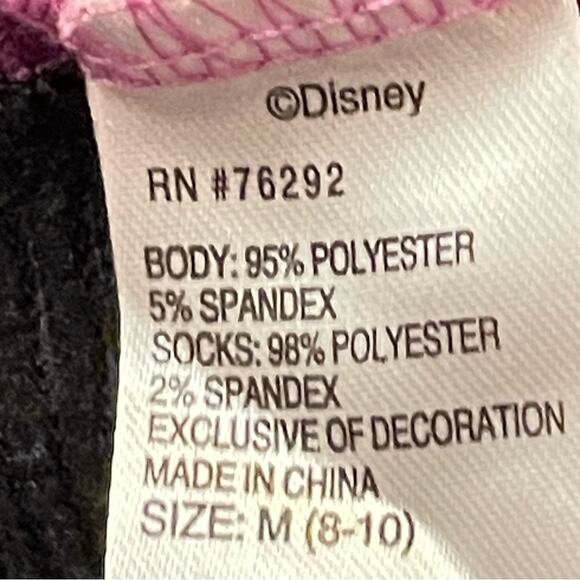 ©Disney
RN #76292
BODY: 95% POLYESTER
5% SPANDEX
SOCKS: 98% POLYESTER
2% SPANDEX
EXCLUSIVE OF DECORATION
MADE IN CHINA
SIZE: M (8-10)